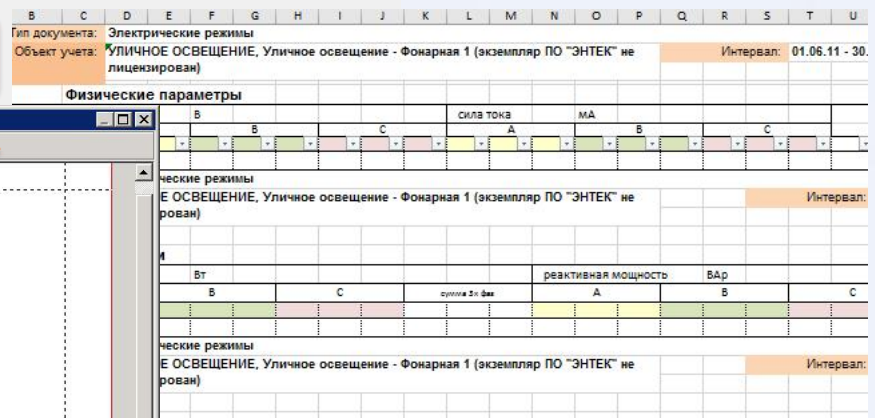 B C D E F G H I J K L M N O P Q R S T U
Тип документа: Электрические режимы
Объект учета: УЛИЧНОЕ ОСВЕЩЕНИЕ, Уличное освещение - Фонарная 1 (экземпляр ПО "ЭНТЕК" не Интервал: 01.06.11 - 30.
лицензирован)
Физические параметры
В сила тока мА
В С А В С
ческие режимы
Е ОСВЕЩЕНИЕ, Уличное освещение - Фонарная 1 (экземпляр ПО "ЭНТЕК" не Интервал:
рован)
и
Вт реактивная мощность ВАр
В С сумма 3х фаз А В С
ческие режимы
Е ОСВЕЩЕНИЕ, Уличное освещение - Фонарная 1 (экземпляр ПО "ЭНТЕК" не Интервал:
рован)